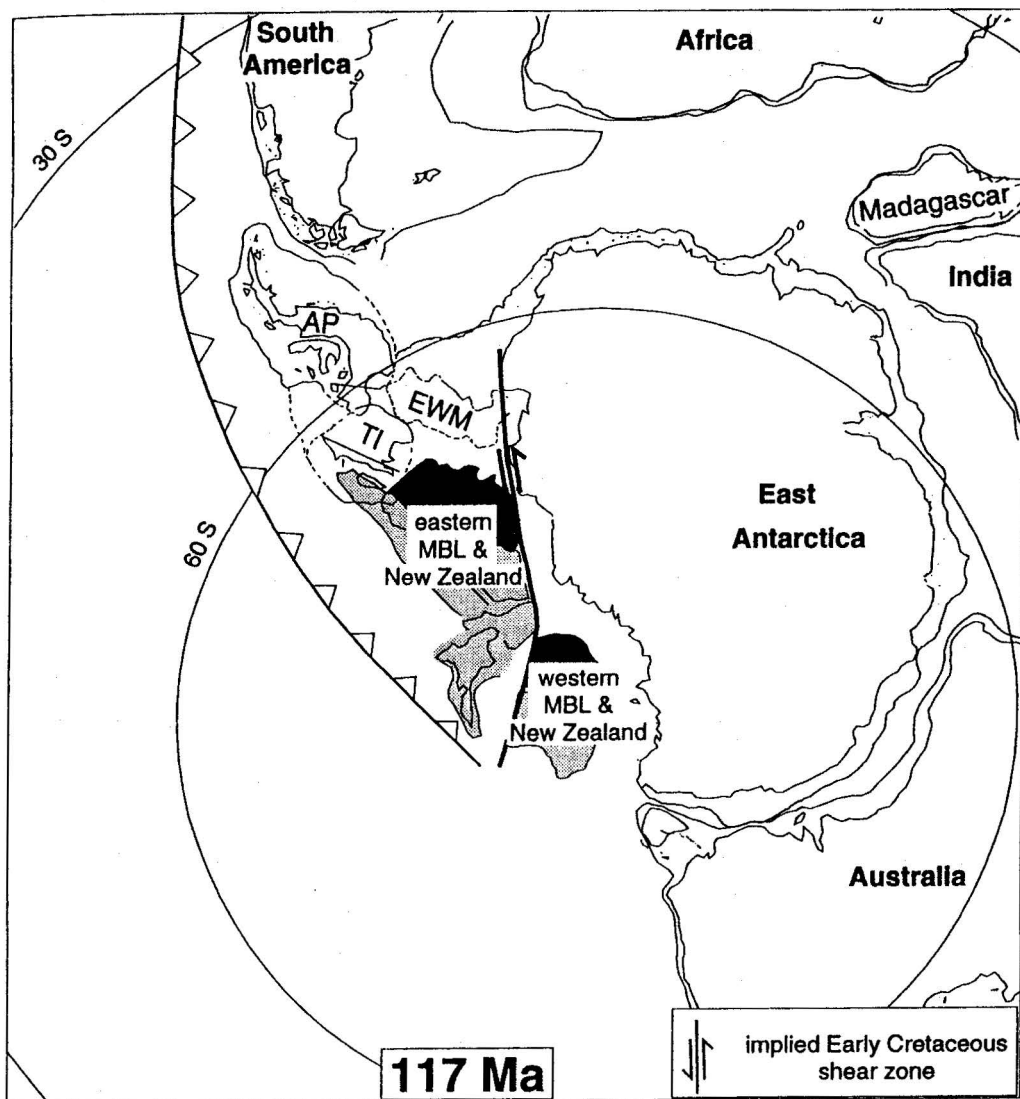 South
America
Africa
30 S
Madagascar
India
AP
EWM
TI
East
Antarctica
60 S
eastern
MBL &
New Zealand
western
MBL &
New Zealand
Australia
117 Ma
implied Early Cretaceous
shear zone